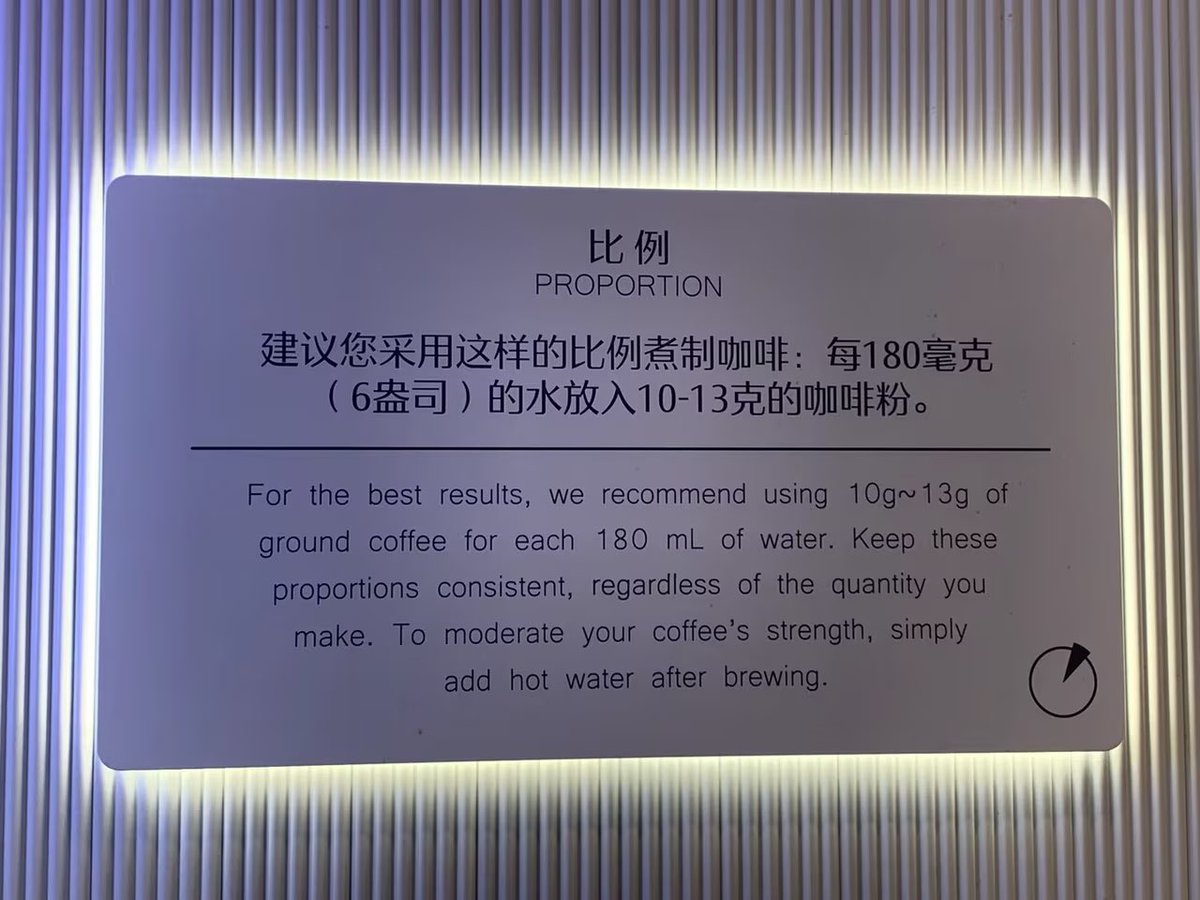 比例
PROPORTION
建议您采用这样的比例煮制咖啡：每180毫克
（6盎司）的水放入10-13克的咖啡粉。
For the best results, we recommend using 10g~13g of
ground coffee for each 180 mL of water. Keep these
proportions consistent, regardless of the quantity you
make. To moderate your coffee's strength, simply
add hot water after brewing.